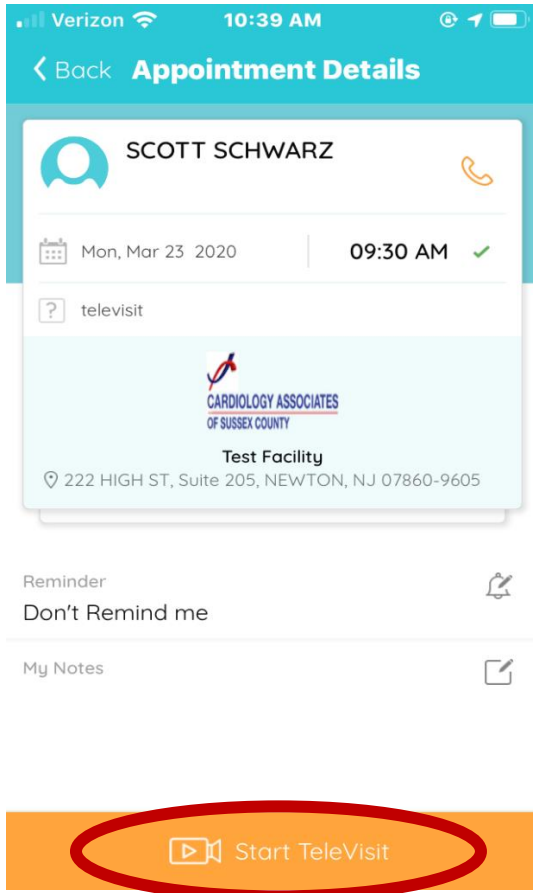 Verizon 10:39 AM
Back Appointment Details
SCOTT SCHWARZ
Mon, Mar 23 2020 09:30 AM
? televisit
CARDIOLOGY ASSOCIATES
OF SUSSEX COUNTY
Test Facility
222 HIGH ST, Suite 205, NEWTON, NJ 07860-9605
Reminder
Don't Remind me
My Notes
Start TeleVisit